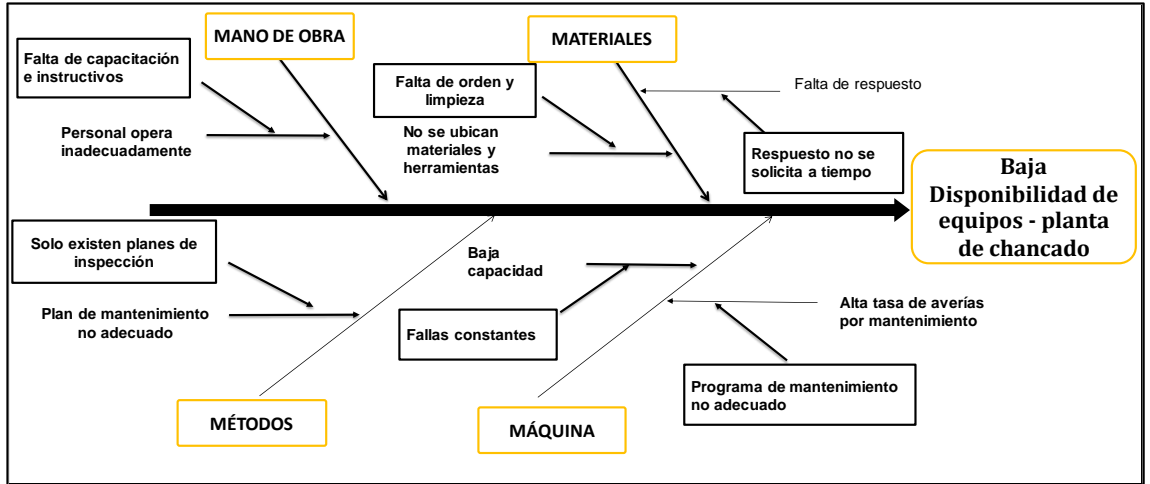 MANO DE OBRA
MATERIALES
Falta de capacitación
e instructivos
Personal opera
inadecuadamente
Falta de orden y
limpieza
No se ubican
materiales y
herramientas
Falta de respuesto
Respuesto no se
solicita a tiempo
Baja
Disponibilidad de
equipos - planta
de chancado
Solo existen planes de
inspección
Plan de mantenimiento
no adecuado
Baja
capacidad
Fallas constantes
Alta tasa de averías
por mantenimiento
Programa de mantenimiento
no adecuado
MÉTODOS
MÁQUINA